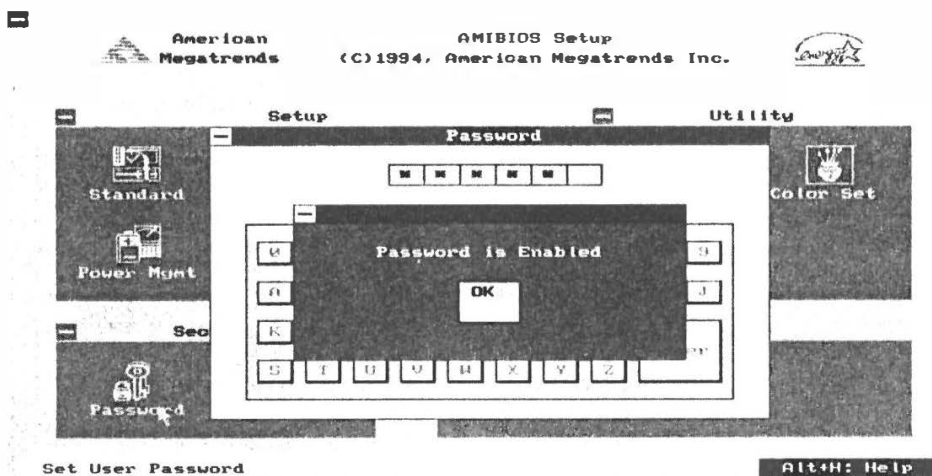 American
Megatrends
AMIBIOS Setup
(C)1994, American Megatrends Inc.
Setup
Utility
Password
* * * * *
Standard
Color Set
Password is Enabled
OK
Power Mgmt
0
9
A
J
K
S T U V W X Y Z
Sec
Password
Set User Password
Alt+H: Help